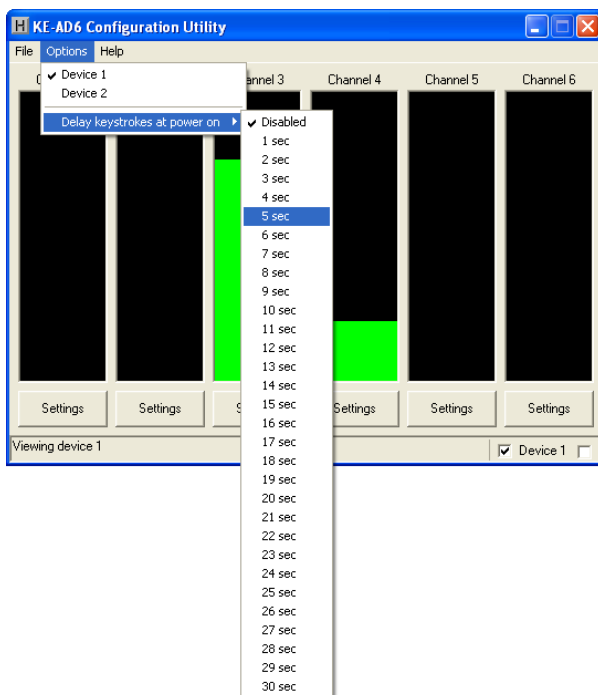 H KE-AD6 Configuration Utility
File Options Help
annel 3 Channel 4 Channel 5 Channel 6
Device 1
Device 2
Delay keystrokes at power on
Disabled
1 sec
2 sec
3 sec
4 sec
5 sec
6 sec
7 sec
8 sec
9 sec
10 sec
11 sec
12 sec
13 sec
14 sec
15 sec
16 sec
17 sec
18 sec
19 sec
20 sec
21 sec
22 sec
23 sec
24 sec
25 sec
26 sec
27 sec
28 sec
29 sec
30 sec
Settings Settings Settings Settings Settings
Viewing device 1
Device 1